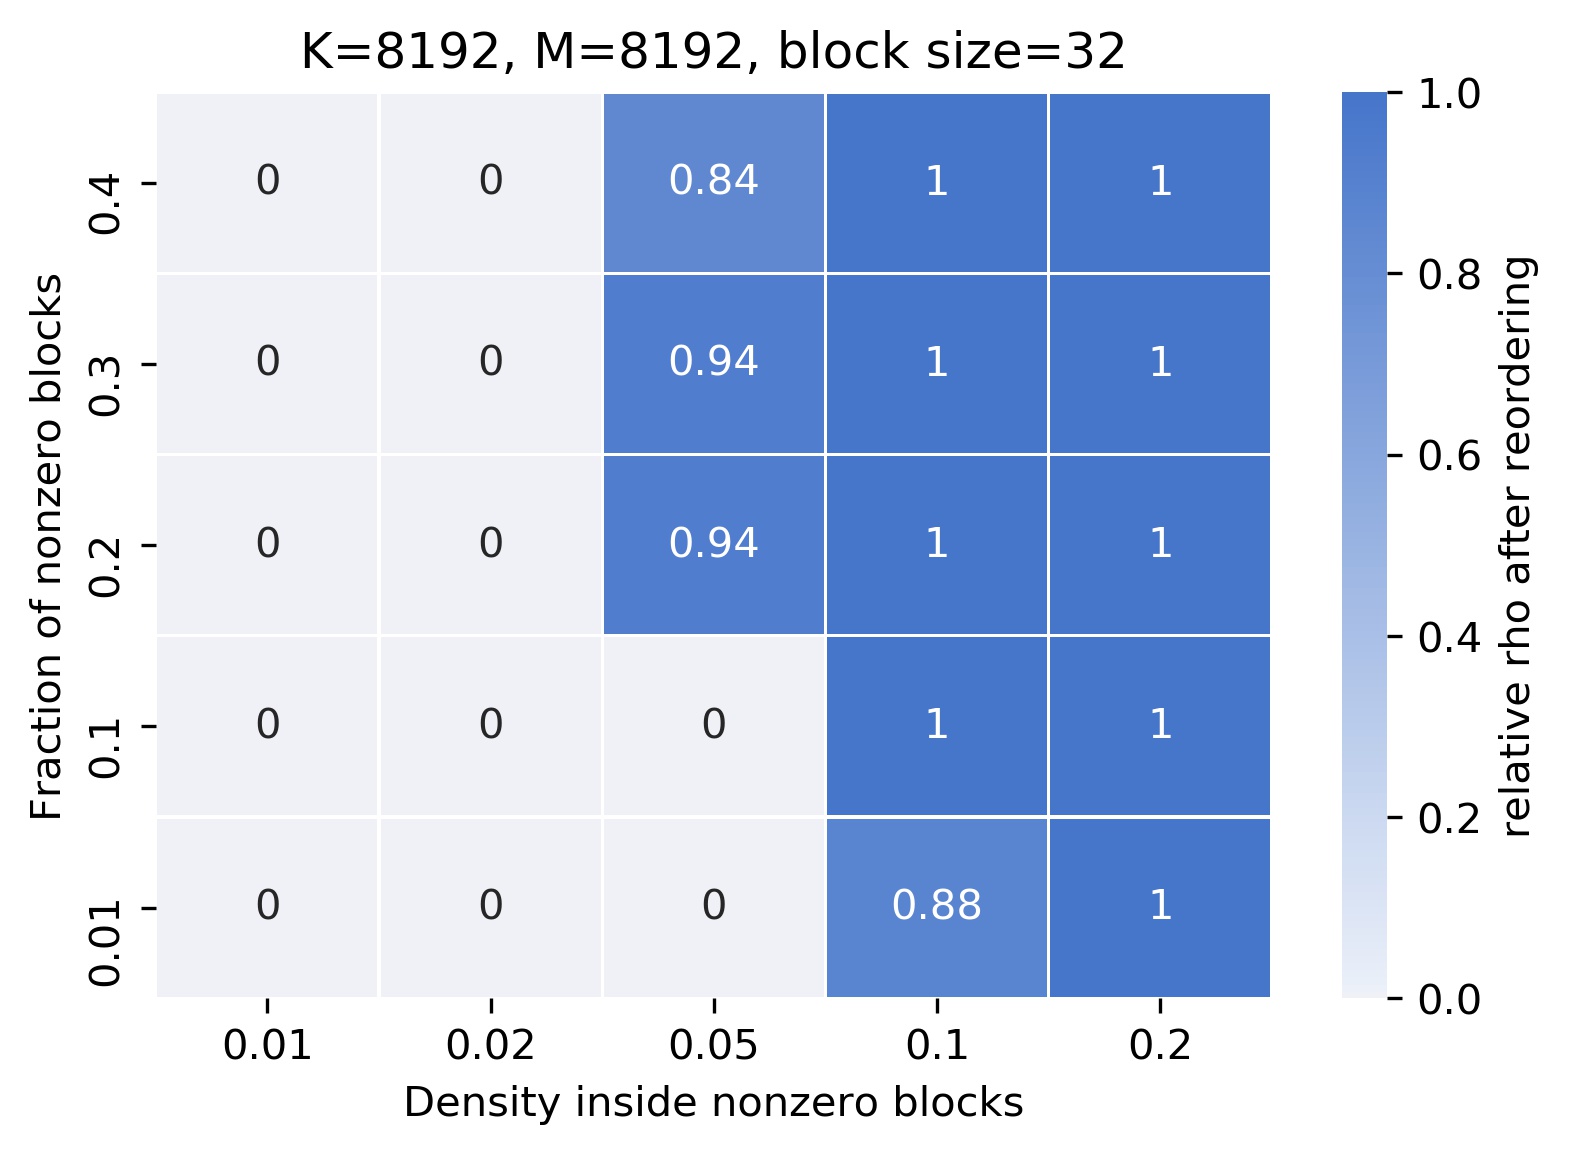 K=8192, M=8192, block size=32
Fraction of nonzero blocks
0.4 0 0 0.84 1 1
0.3 0 0 0.94 1 1
0.2 0 0 0.94 1 1
0.1 0 0 0 1 1
0.01 0 0 0 0.88 1
0.01 0.02 0.05 0.1 0.2
Density inside nonzero blocks
1.0
0.8
0.6
0.4
0.2
0.0
relative rho after reordering